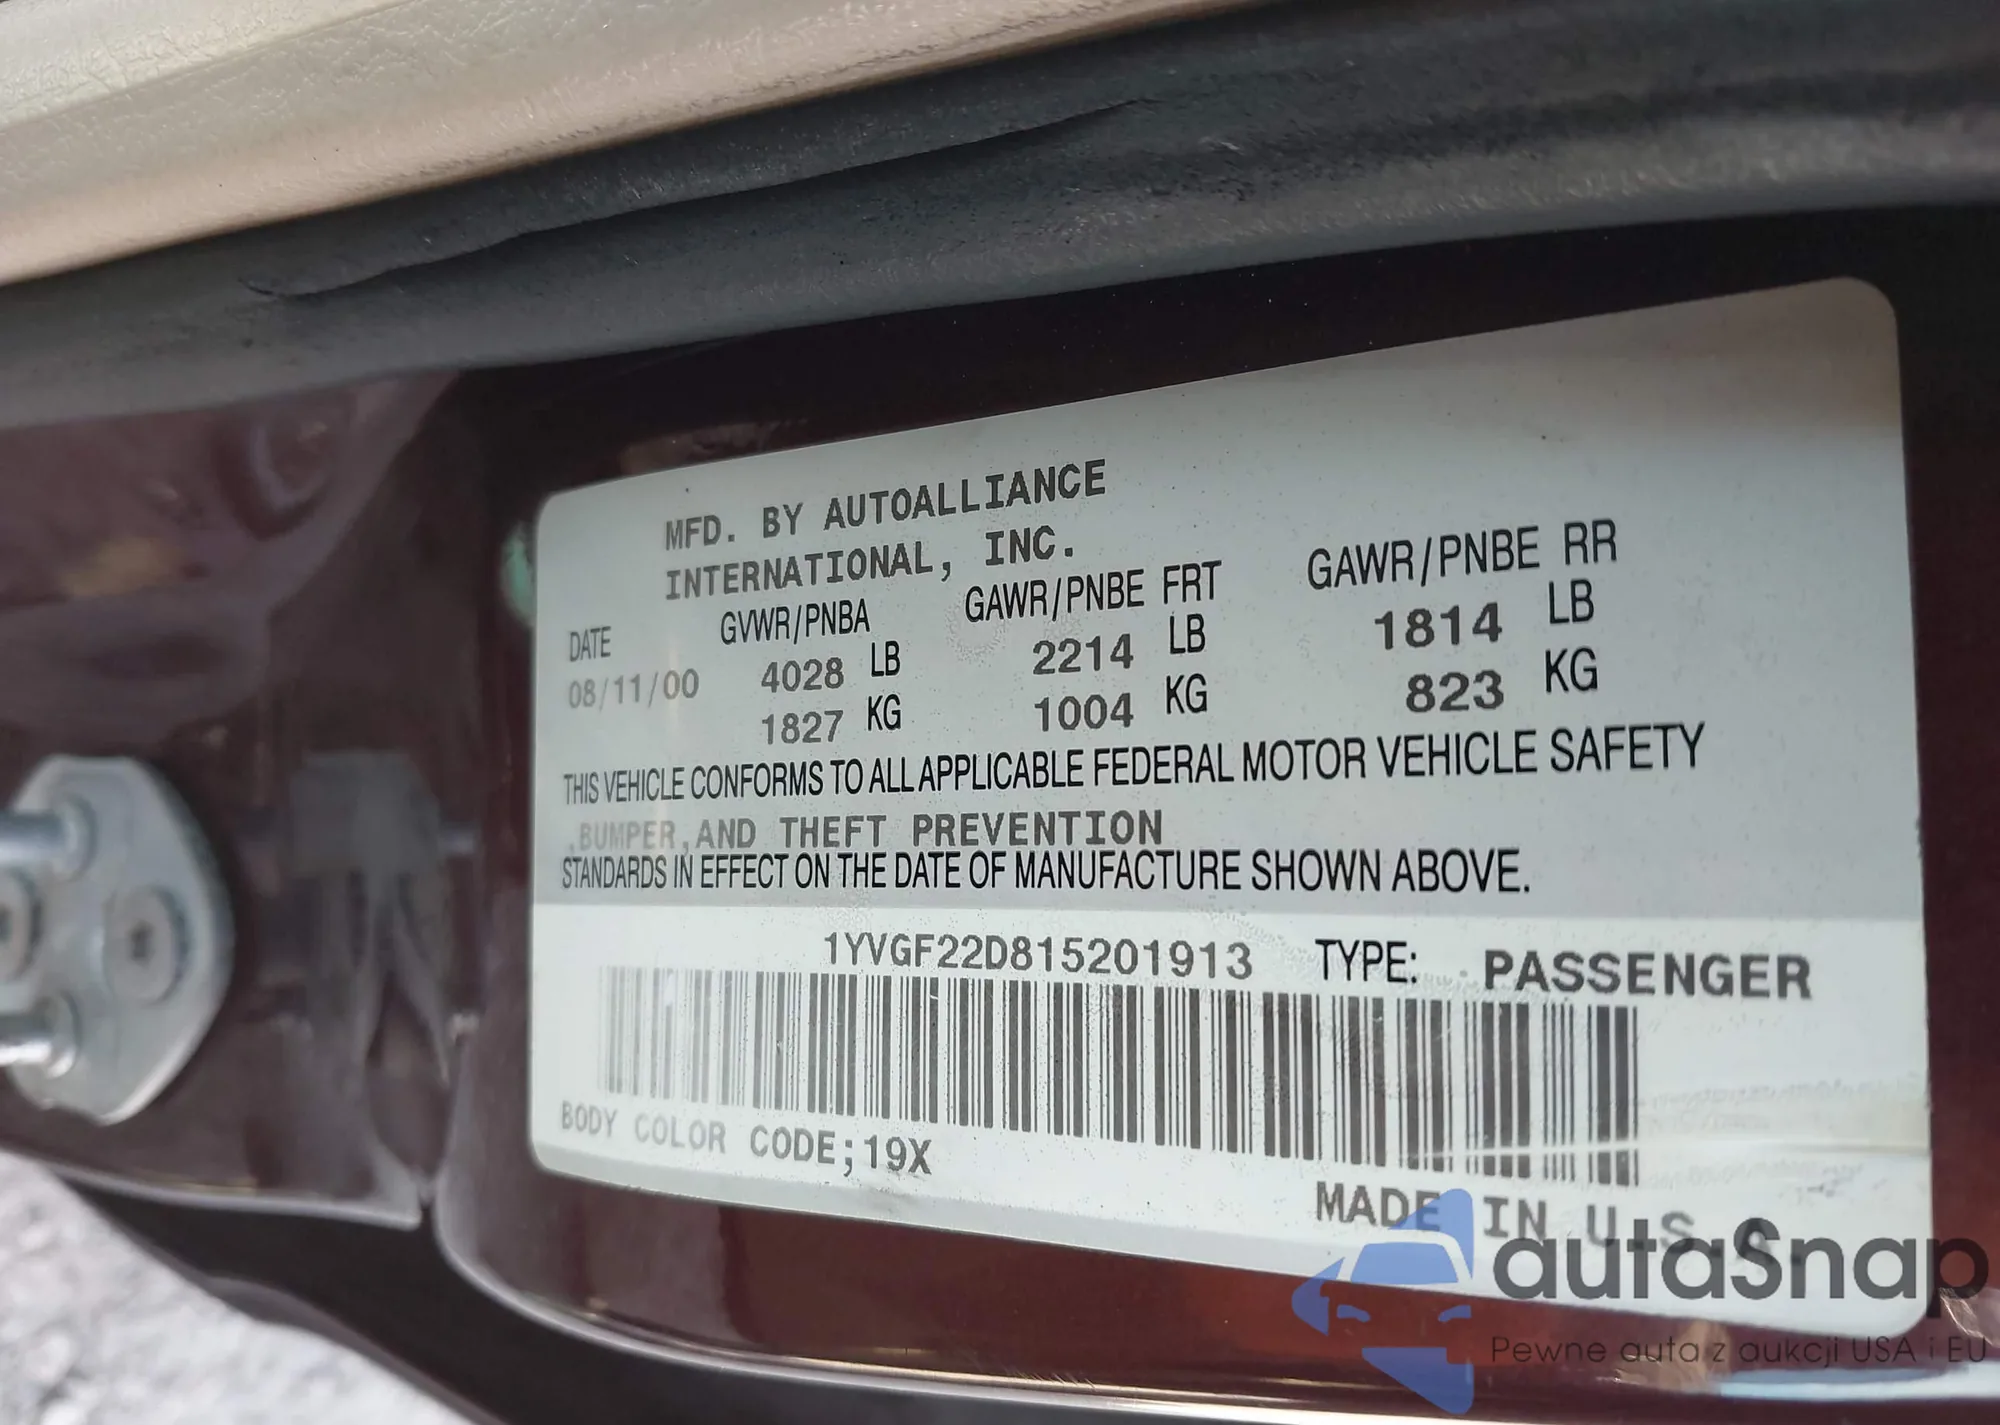 MFD. BY AUTOALLIANCE
INTERNATIONAL, INC.
DATE GVWR/PNBA GAWR/PNBE FRT GAWR/PNBE RR
08/11/00 4028 LB 2214 LB 1814 LB
1827 KG 1004 KG 823 KG
THIS VEHICLE CONFORMS TO ALL APPLICABLE FEDERAL MOTOR VEHICLE SAFETY
,BUMPER,AND THEFT PREVENTION
STANDARDS IN EFFECT ON THE DATE OF MANUFACTURE SHOWN ABOVE.
1YVGF22D815201913 TYPE: PASSENGER
BODY COLOR CODE;19X
MADE IN U.S.A.
autaSnap
Pewne auta z aukcji USA i EU